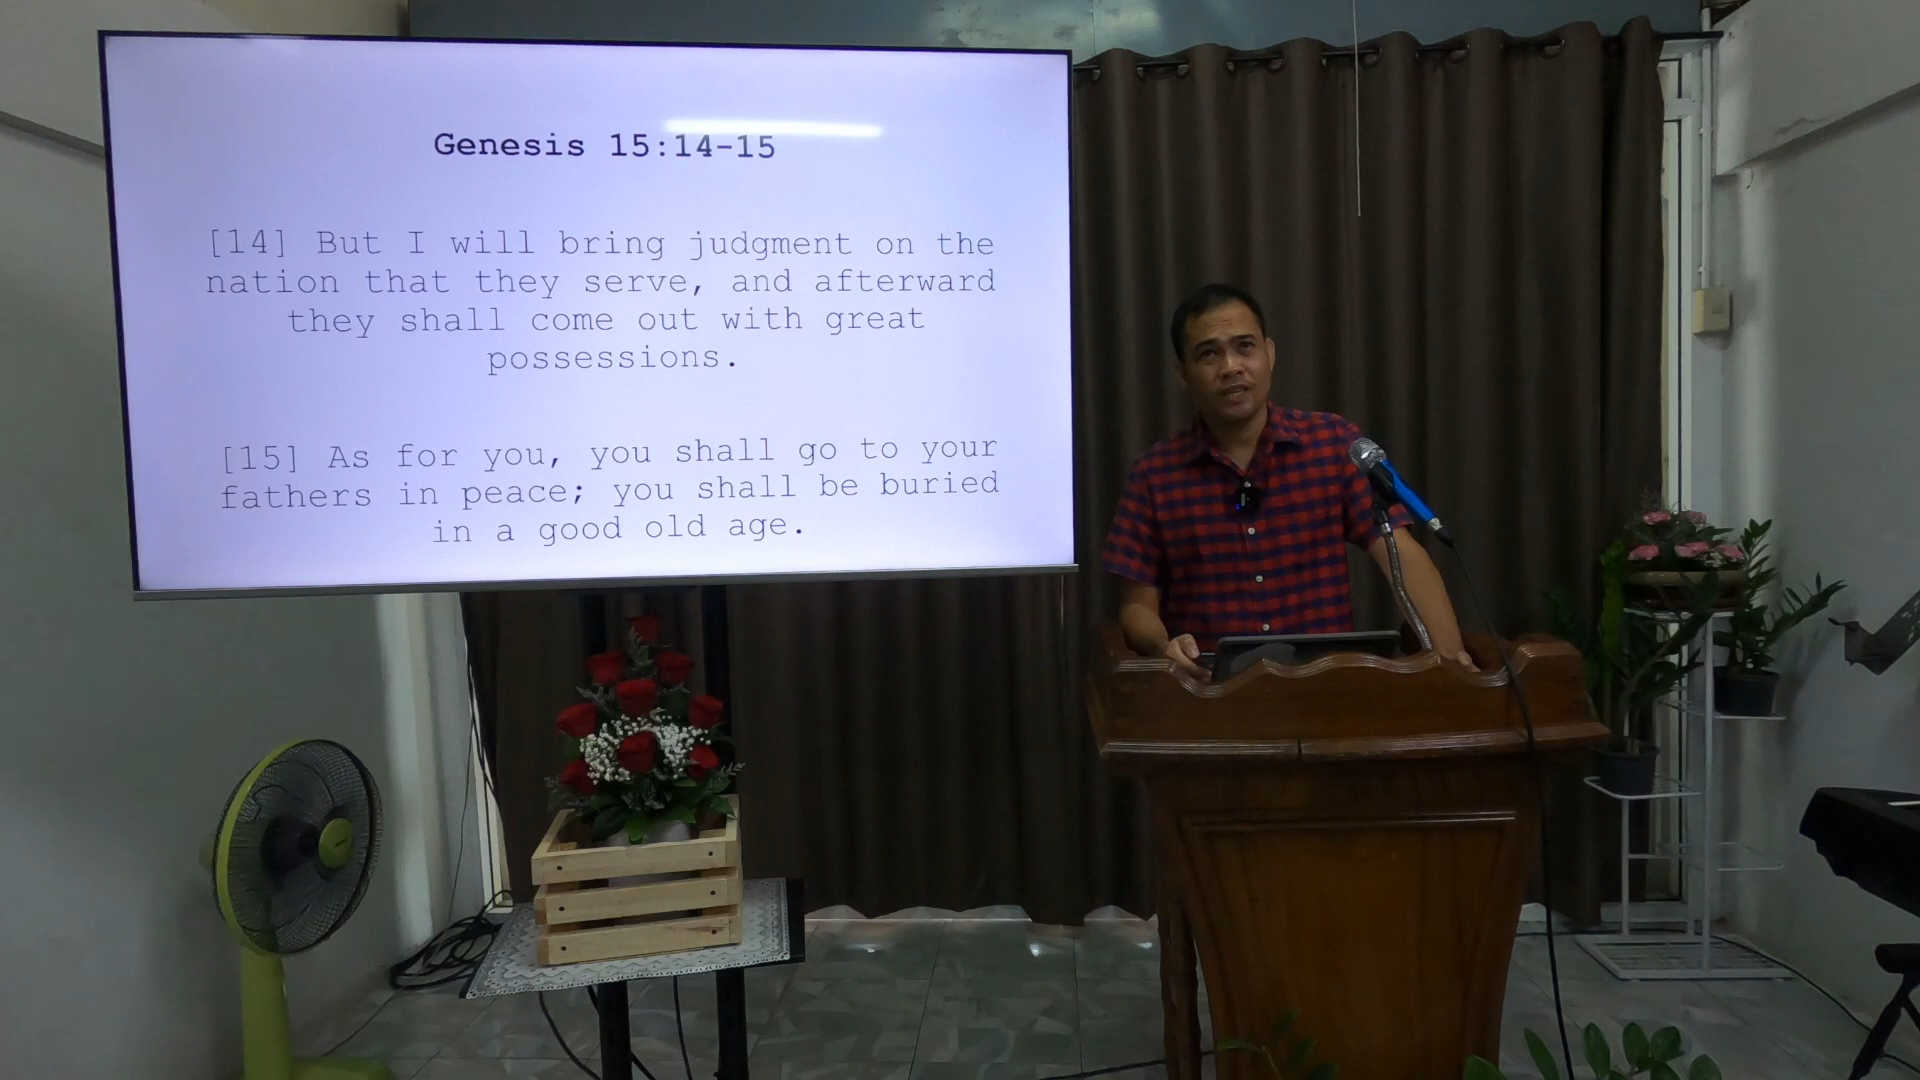 Genesis 15:14-15
[14] But I will bring judgment on the
nation that they serve, and afterward
they shall come out with great
possessions.
[15] As for you, you shall go to your
fathers in peace; you shall be buried
in a good old age.